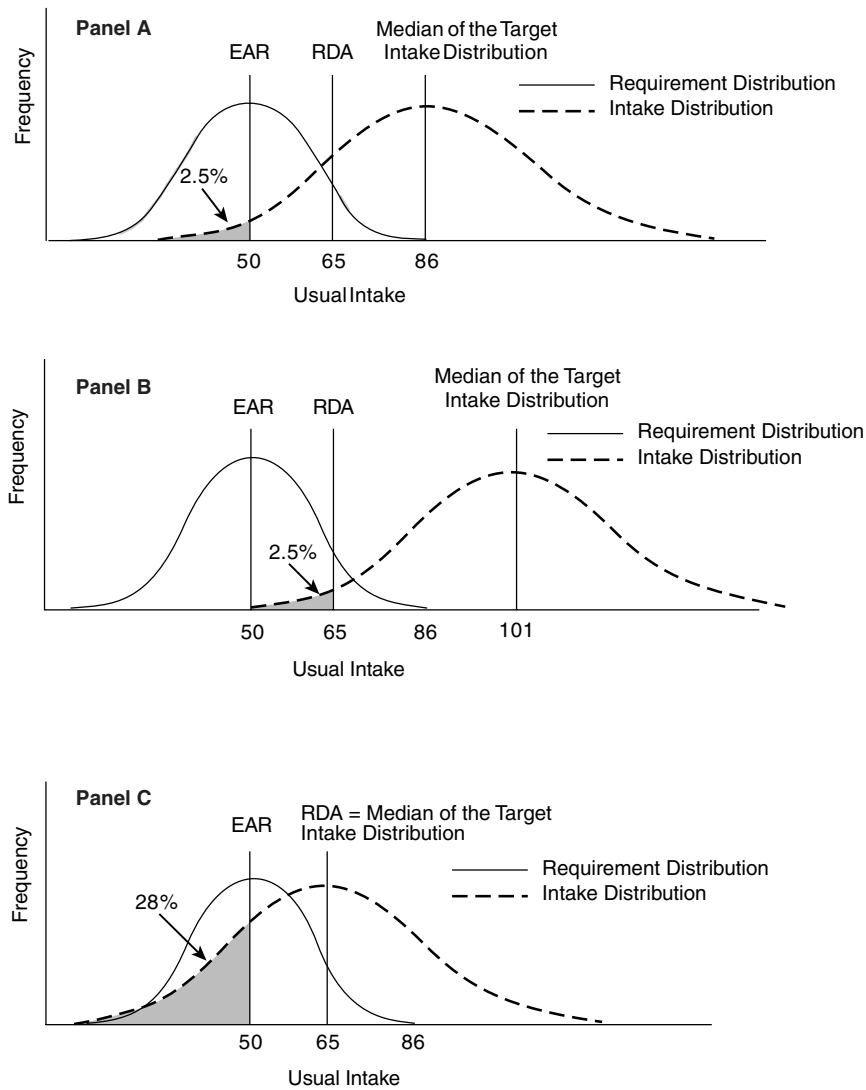 Panel A
EAR
RDA
Median of the Target
Intake Distribution
Requirement Distribution
Intake Distribution
Frequency
2.5%
50
65
86
Usual Intake
Panel B
EAR
RDA
Median of the Target
Intake Distribution
Requirement Distribution
Intake Distribution
Frequency
2.5%
50
65
86
101
Usual Intake
Panel C
EAR
RDA = Median of the Target
Intake Distribution
Requirement Distribution
Intake Distribution
Frequency
28%
50
65
86
Usual Intake